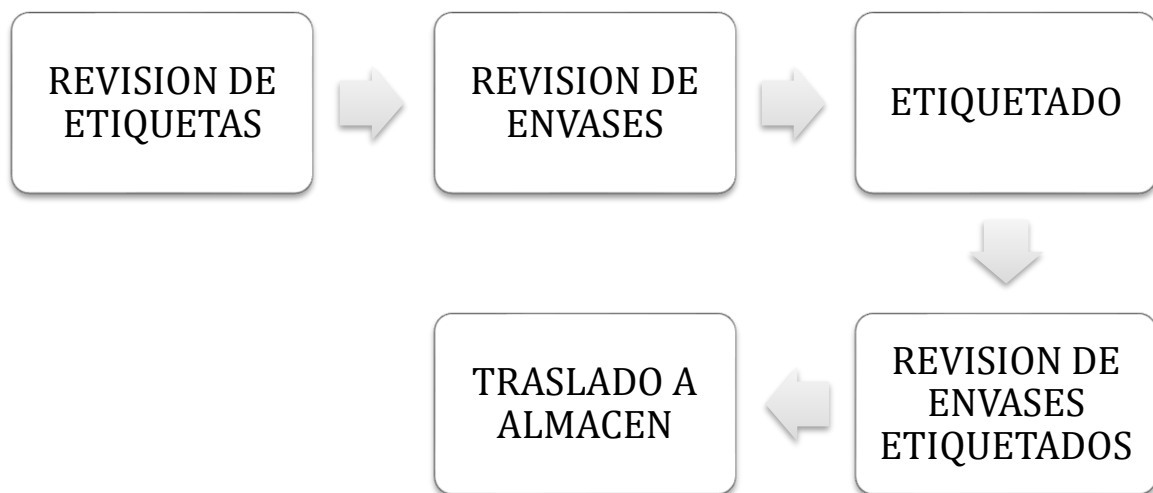 REVISION DE
ETIQUETAS
REVISION DE
ENVASES
ETIQUETADO
REVISION DE
ENVASES
ETIQUETADOS
TRASLADO A
ALMACEN